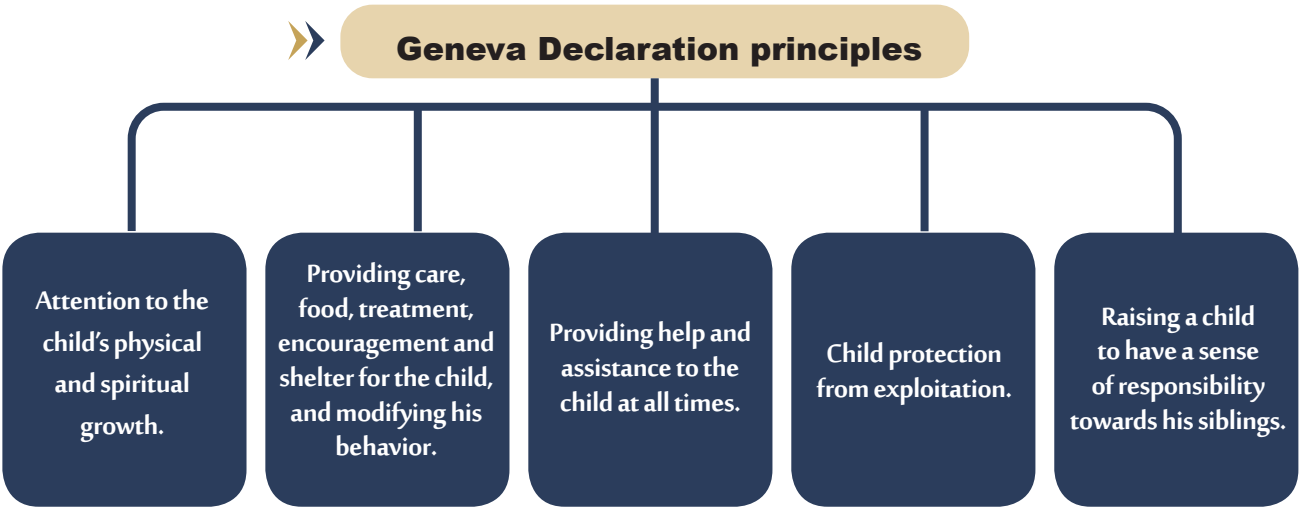 Geneva Declaration principles
Attention to the
child's physical
and spiritual
growth.
Providing care,
food, treatment,
encouragement and
shelter for the child,
and modifying his
behavior.
Providing help and
assistance to the
child at all times.
Child protection
from exploitation.
Raising a child
to have a sense
of responsibility
towards his siblings.